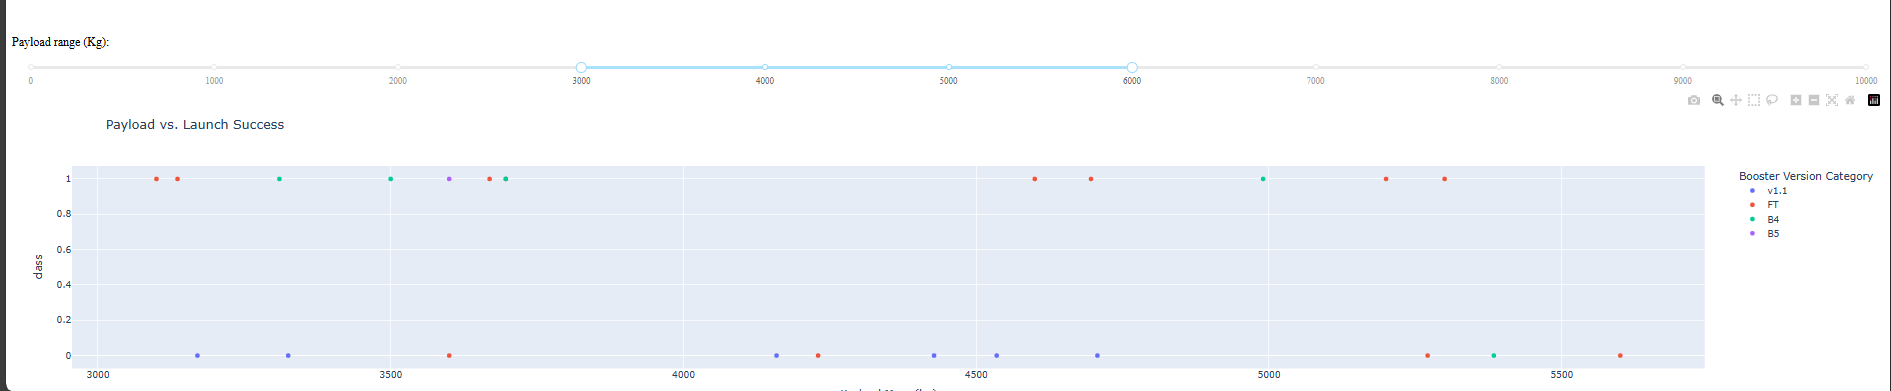 Payload range (Kg):
0 1000 2000 3000 4000 5000 6000 7000 8000 9000 10000
Payload vs. Launch Success
Booster Version Category
v1.1
FT
B4
B5
1
0.8
0.6
0.4
0.2
0
class
3000 3500 4000 4500 5000 5500